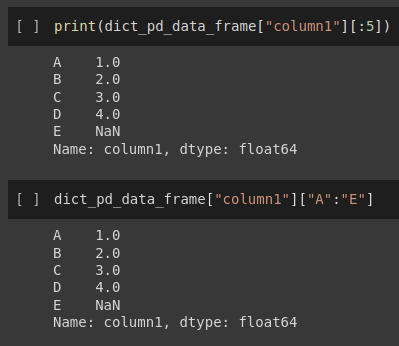 [ ] print(dict_pd_data_frame["column1"][:5])
A    1.0
B    2.0
C    3.0
D    4.0
E    NaN
Name: column1, dtype: float64
[ ] dict_pd_data_frame["column1"]["A":"E"]
A    1.0
B    2.0
C    3.0
D    4.0
E    NaN
Name: column1, dtype: float64